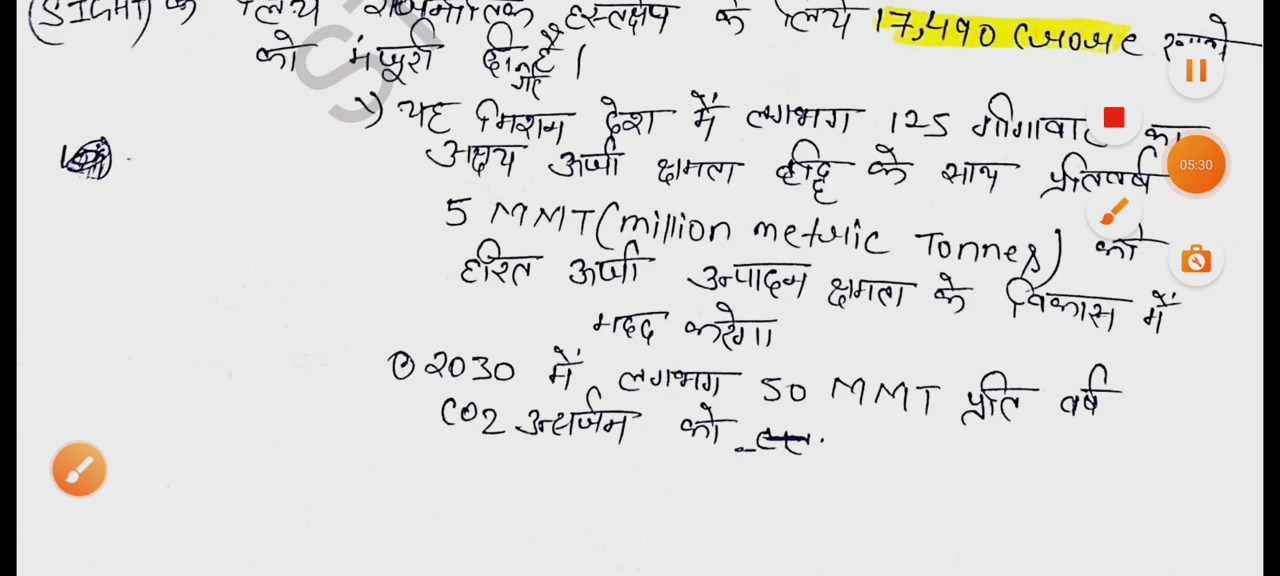 (SIGHT) के लिये रणनीतिक हस्तक्षेप के लिये 17,490 करोड़ रूपये
को मंजूरी दी गई है।
५) यह मिशन देश में लगभग 125 गीगावाट का
अक्षय ऊर्जा क्षमता वृद्धि के साथ प्रतिवर्ष
5 MMT (million metric Tonnes) को
हरित ऊर्जा उत्पादन क्षमता के विकास में
मदद करेगा
2030 में लगभग 50 MMT प्रति वर्ष
CO2 उत्सर्जन को
05:30